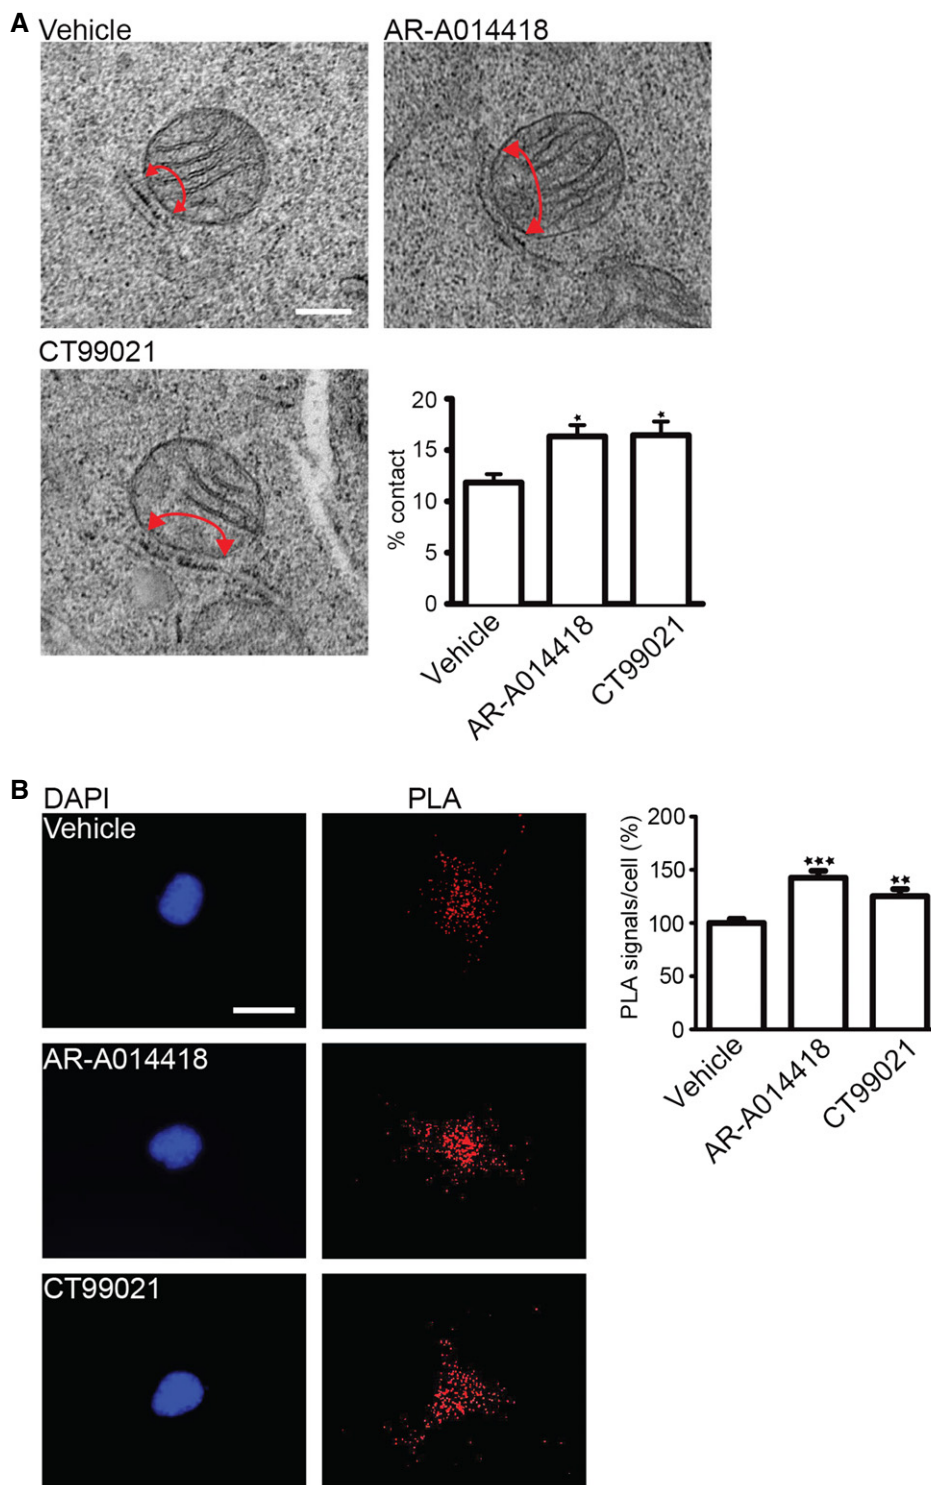 A
Vehicle
AR-A014418
CT99021
% contact
20
15
10
5
0
★
★
Vehicle
AR-A014418
CT99021
B
DAPI
PLA
Vehicle
AR-A014418
CT99021
PLA signals/cell (%)
200
150
100
50
0
★★★
★★
Vehicle
AR-A014418
CT99021